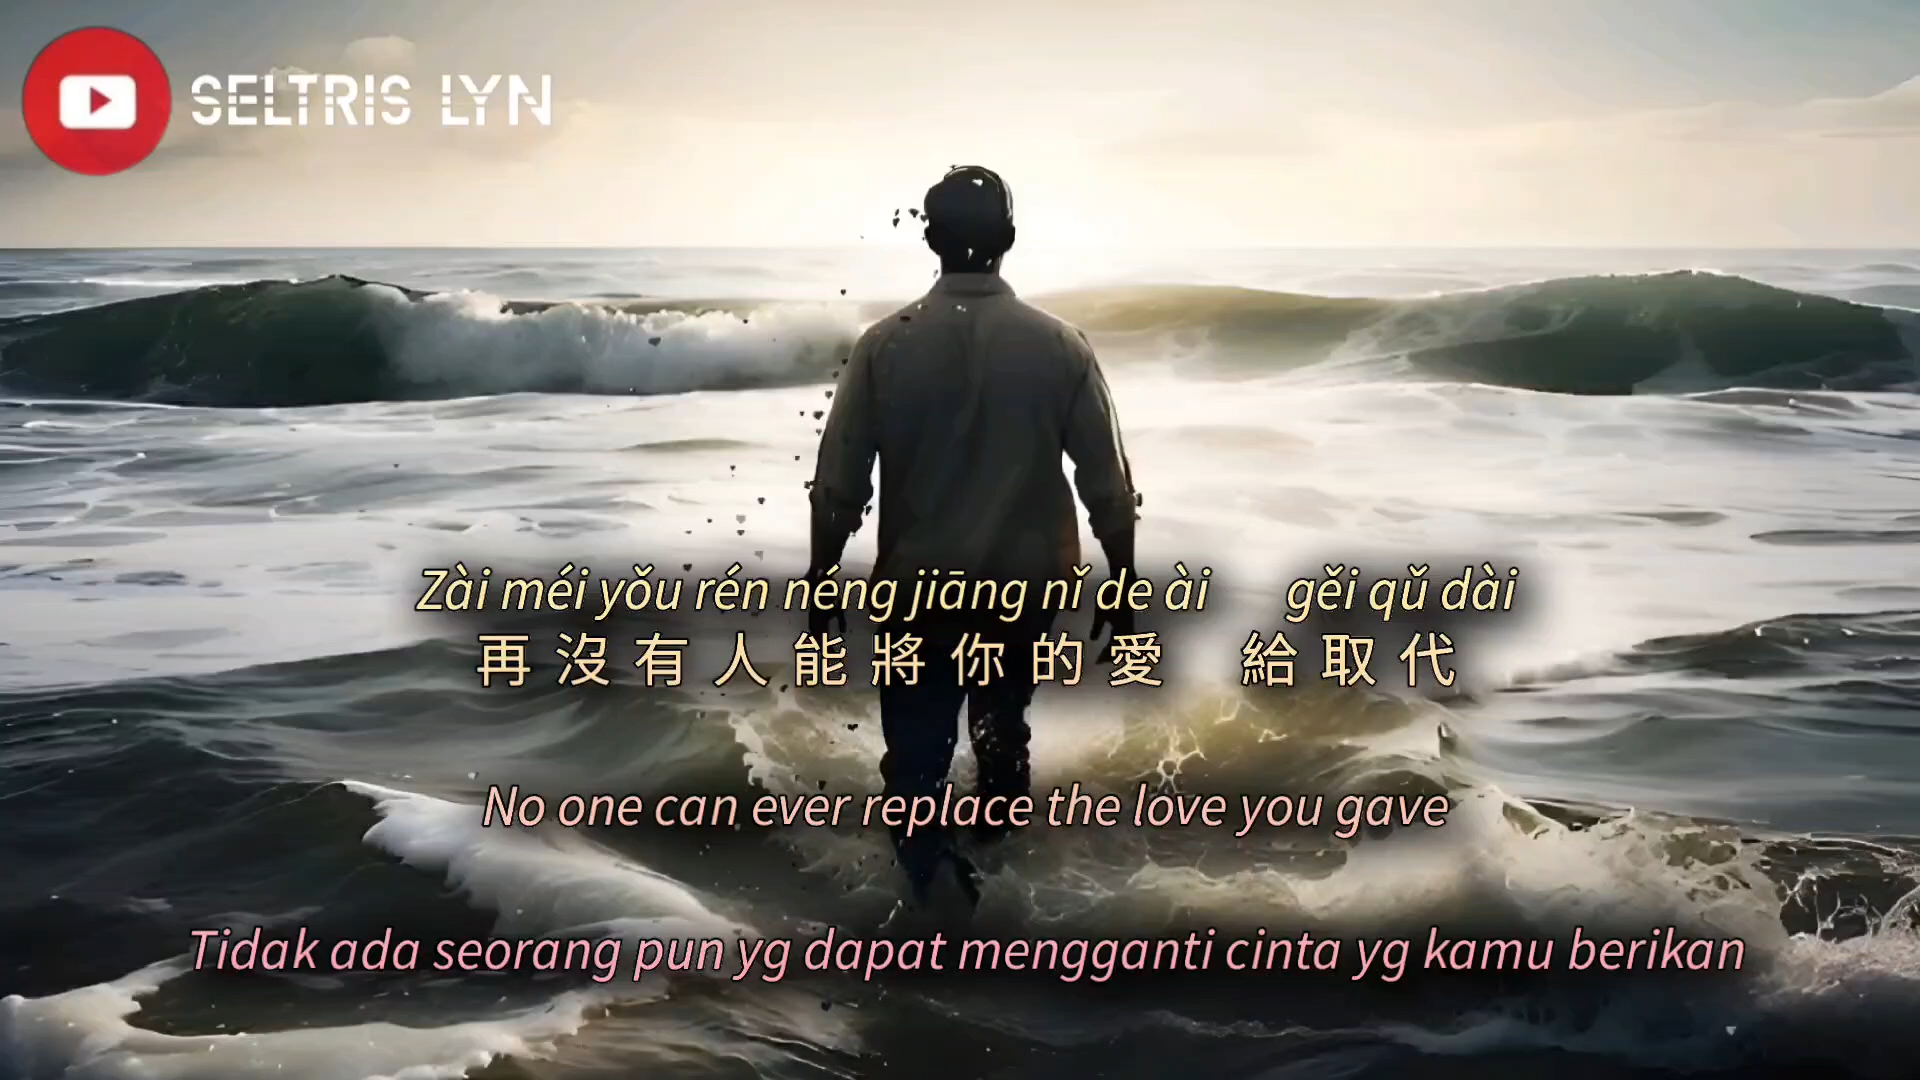 SELTRIS LYN
Zài méi yǒu rén néng jiāng nǐ de ài gěi qǔ dài
再沒有人能將你的愛 給取代
No one can ever replace the love you gave
Tidak ada seorang pun yg dapat mengganti cinta yg kamu berikan